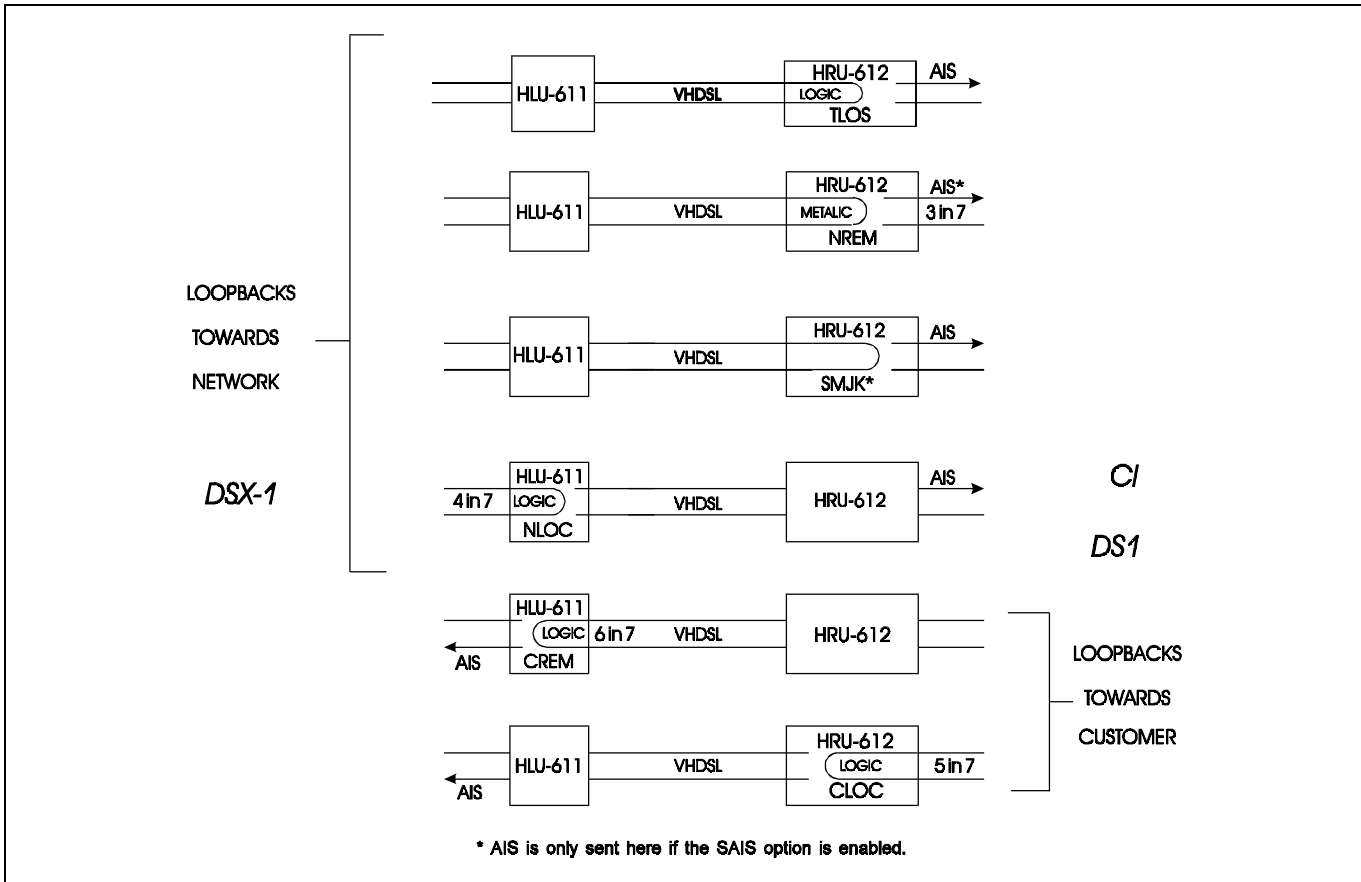 HLU-611
VHDSL
HRU-612
LOGIC
TLOS
AIS
HLU-611
VHDSL
HRU-612
METALIC
NREM
AIS*
3 in 7
HLU-611
VHDSL
HRU-612
SMJK*
AIS
LOOPBACKS
TOWARDS
NETWORK
DSX-1
4 in 7
HLU-611
LOGIC
NLOC
VHDSL
HRU-612
AIS
CI
DS1
HLU-611
LOGIC
CREM
AIS
6 in 7
VHDSL
HRU-612
HLU-611
AIS
VHDSL
HRU-612
LOGIC
CLOC
5 in 7
LOOPBACKS
TOWARDS
CUSTOMER
* AIS is only sent here if the SAIS option is enabled.